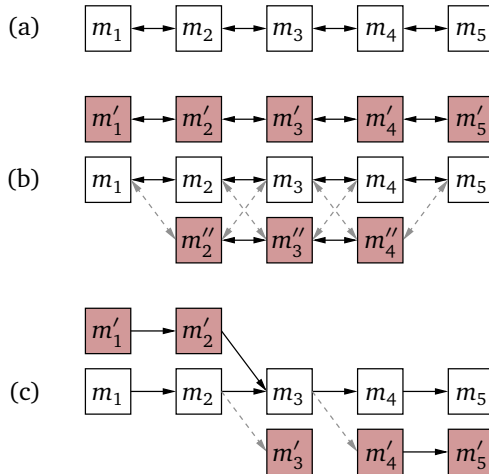 (a) m₁ m₂ m₃ m₄ m₅
m′₁ m′₂ m′₃ m′₄ m′₅
(b) m₁ m₂ m₃ m₄ m₅
m″₂ m″₃ m″₄
m′₁ m′₂
(c) m₁ m₂ m₃ m₄ m₅
m′₃ m′₄ m′₅